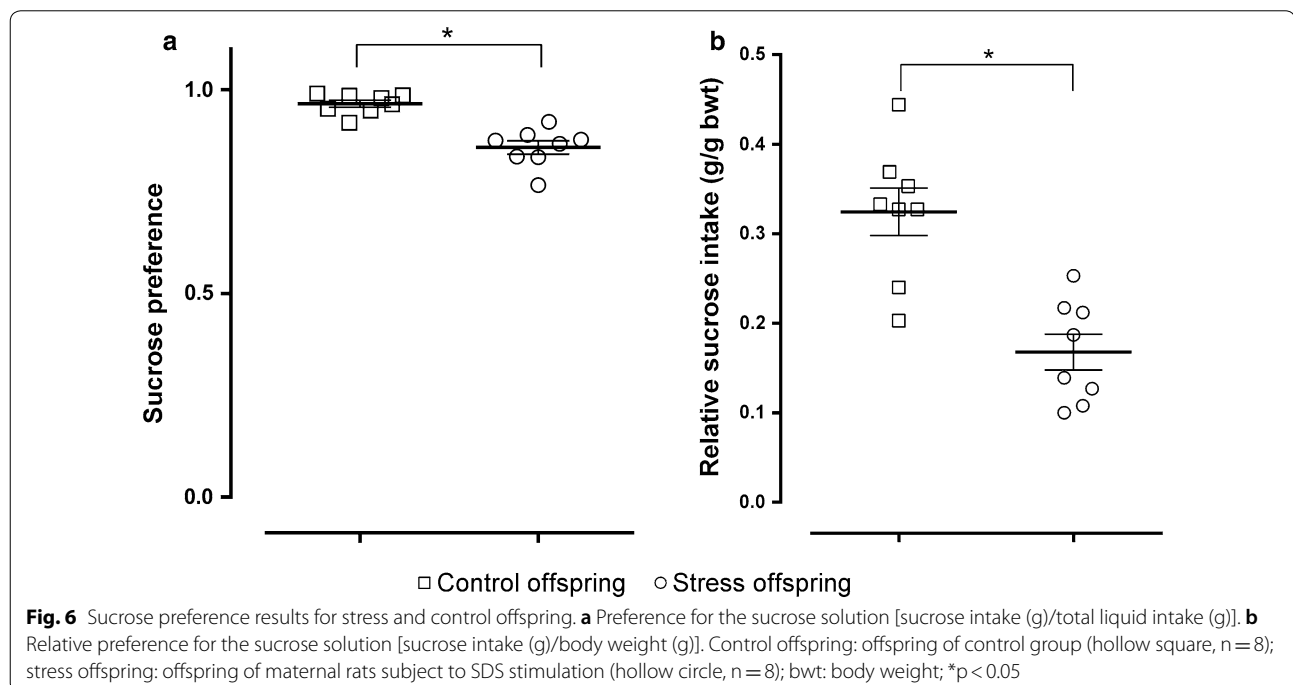 a
*
1.0
0.5
0.0
Sucrose preference
b
*
0.5
0.4
0.3
0.2
0.1
0.0
Relative sucrose intake (g/g bwt)
□ Control offspring ○ Stress offspring
Fig. 6 Sucrose preference results for stress and control offspring. a Preference for the sucrose solution [sucrose intake (g)/total liquid intake (g)]. b
Relative preference for the sucrose solution [sucrose intake (g)/body weight (g)]. Control offspring: offspring of control group (hollow square, n = 8);
stress offspring: offspring of maternal rats subject to SDS stimulation (hollow circle, n = 8); bwt: body weight; *p < 0.05